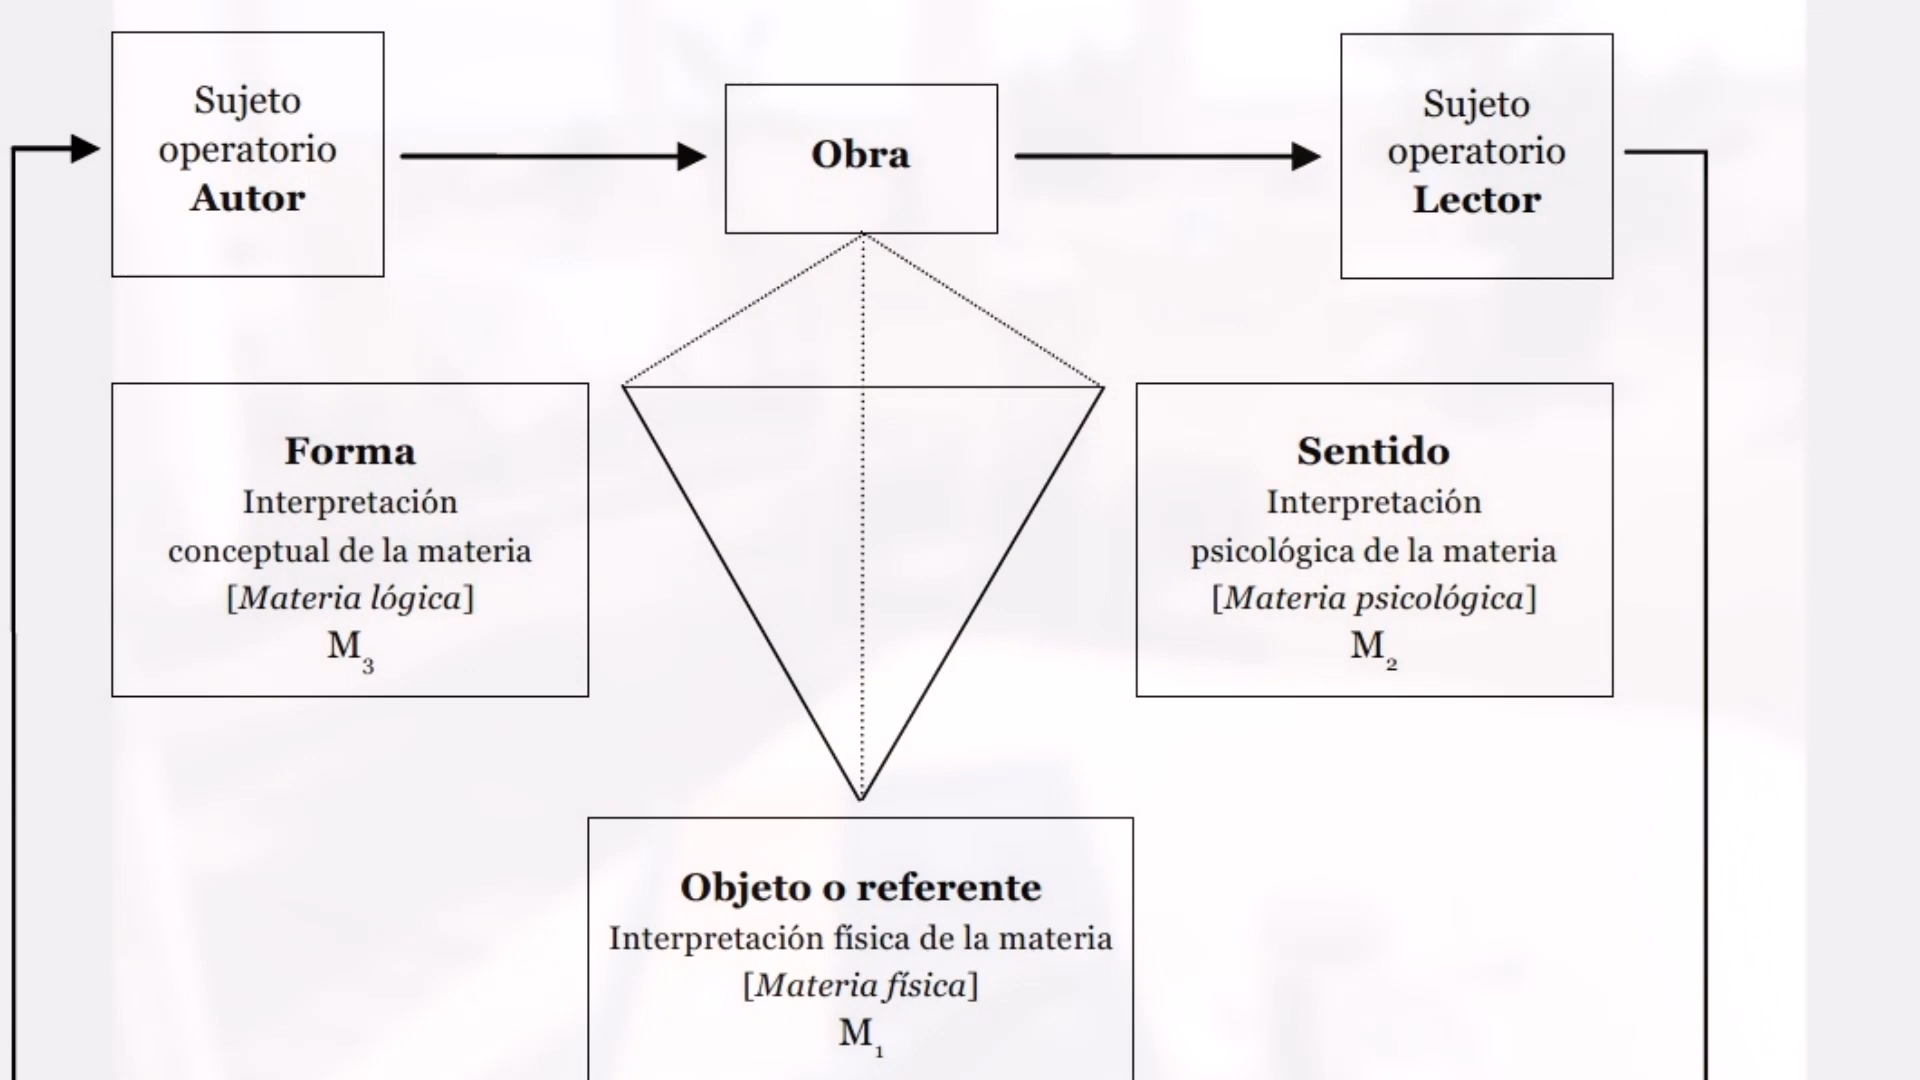 Sujeto
operatorio
Autor
Obra
Sujeto
operatorio
Lector
Forma
Interpretación
conceptual de la materia
[Materia lógica]
M₃
Sentido
Interpretación
psicológica de la materia
[Materia psicológica]
M₂
Objeto o referente
Interpretación física de la materia
[Materia física]
M₁